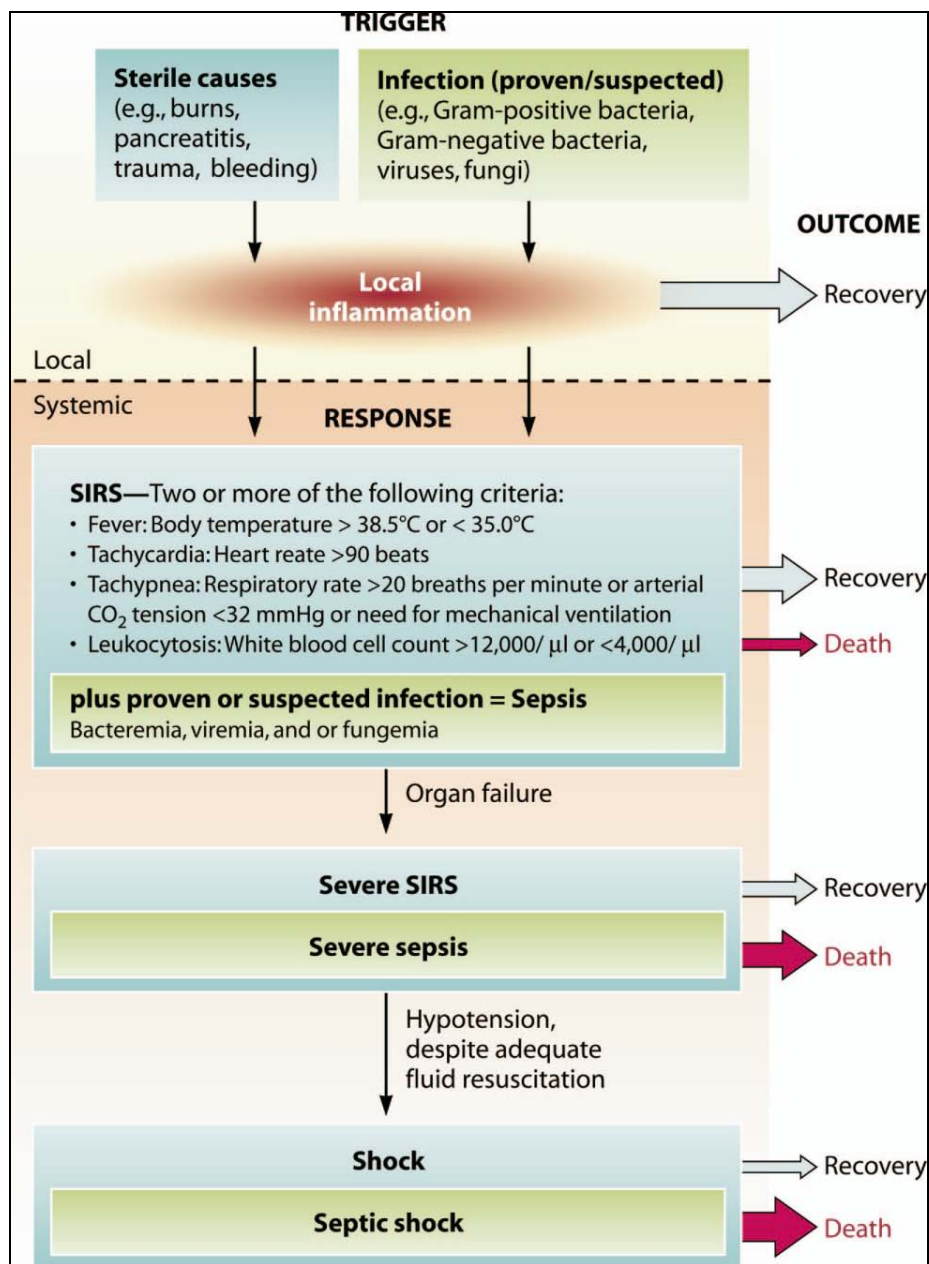 TRIGGER
Sterile causes
(e.g., burns,
pancreatitis,
trauma, bleeding)
Infection (proven/suspected)
(e.g., Gram-positive bacteria,
Gram-negative bacteria,
viruses, fungi)
OUTCOME
Local
inflammation
Recovery
Local
Systemic
RESPONSE
SIRS—Two or more of the following criteria:
• Fever: Body temperature > 38.5°C or < 35.0°C
• Tachycardia: Heart reate >90 beats
• Tachypnea: Respiratory rate >20 breaths per minute or arterial
CO₂ tension <32 mmHg or need for mechanical ventilation
• Leukocytosis: White blood cell count >12,000/ µl or <4,000/ µl
Recovery
Death
plus proven or suspected infection = Sepsis
Bacteremia, viremia, and or fungemia
Organ failure
Severe SIRS
Recovery
Severe sepsis
Death
Hypotension,
despite adequate
fluid resuscitation
Shock
Recovery
Septic shock
Death